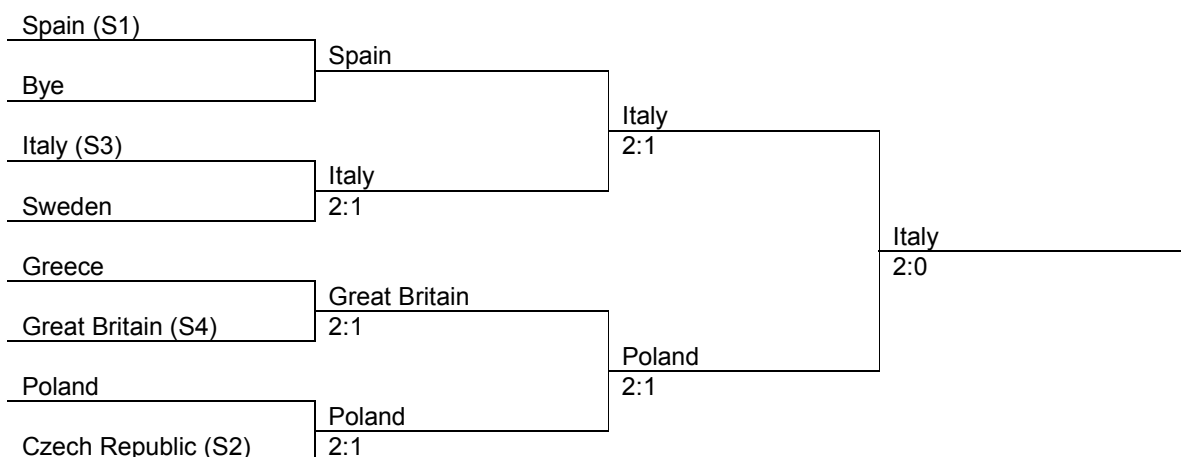 Spain (S1)
Spain
Bye
Italy
2:1
Italy (S3)
Italy
2:1
Sweden
Italy
2:0
Greece
Great Britain
2:1
Great Britain (S4)
Poland
2:1
Poland
Poland
2:1
Czech Republic (S2)